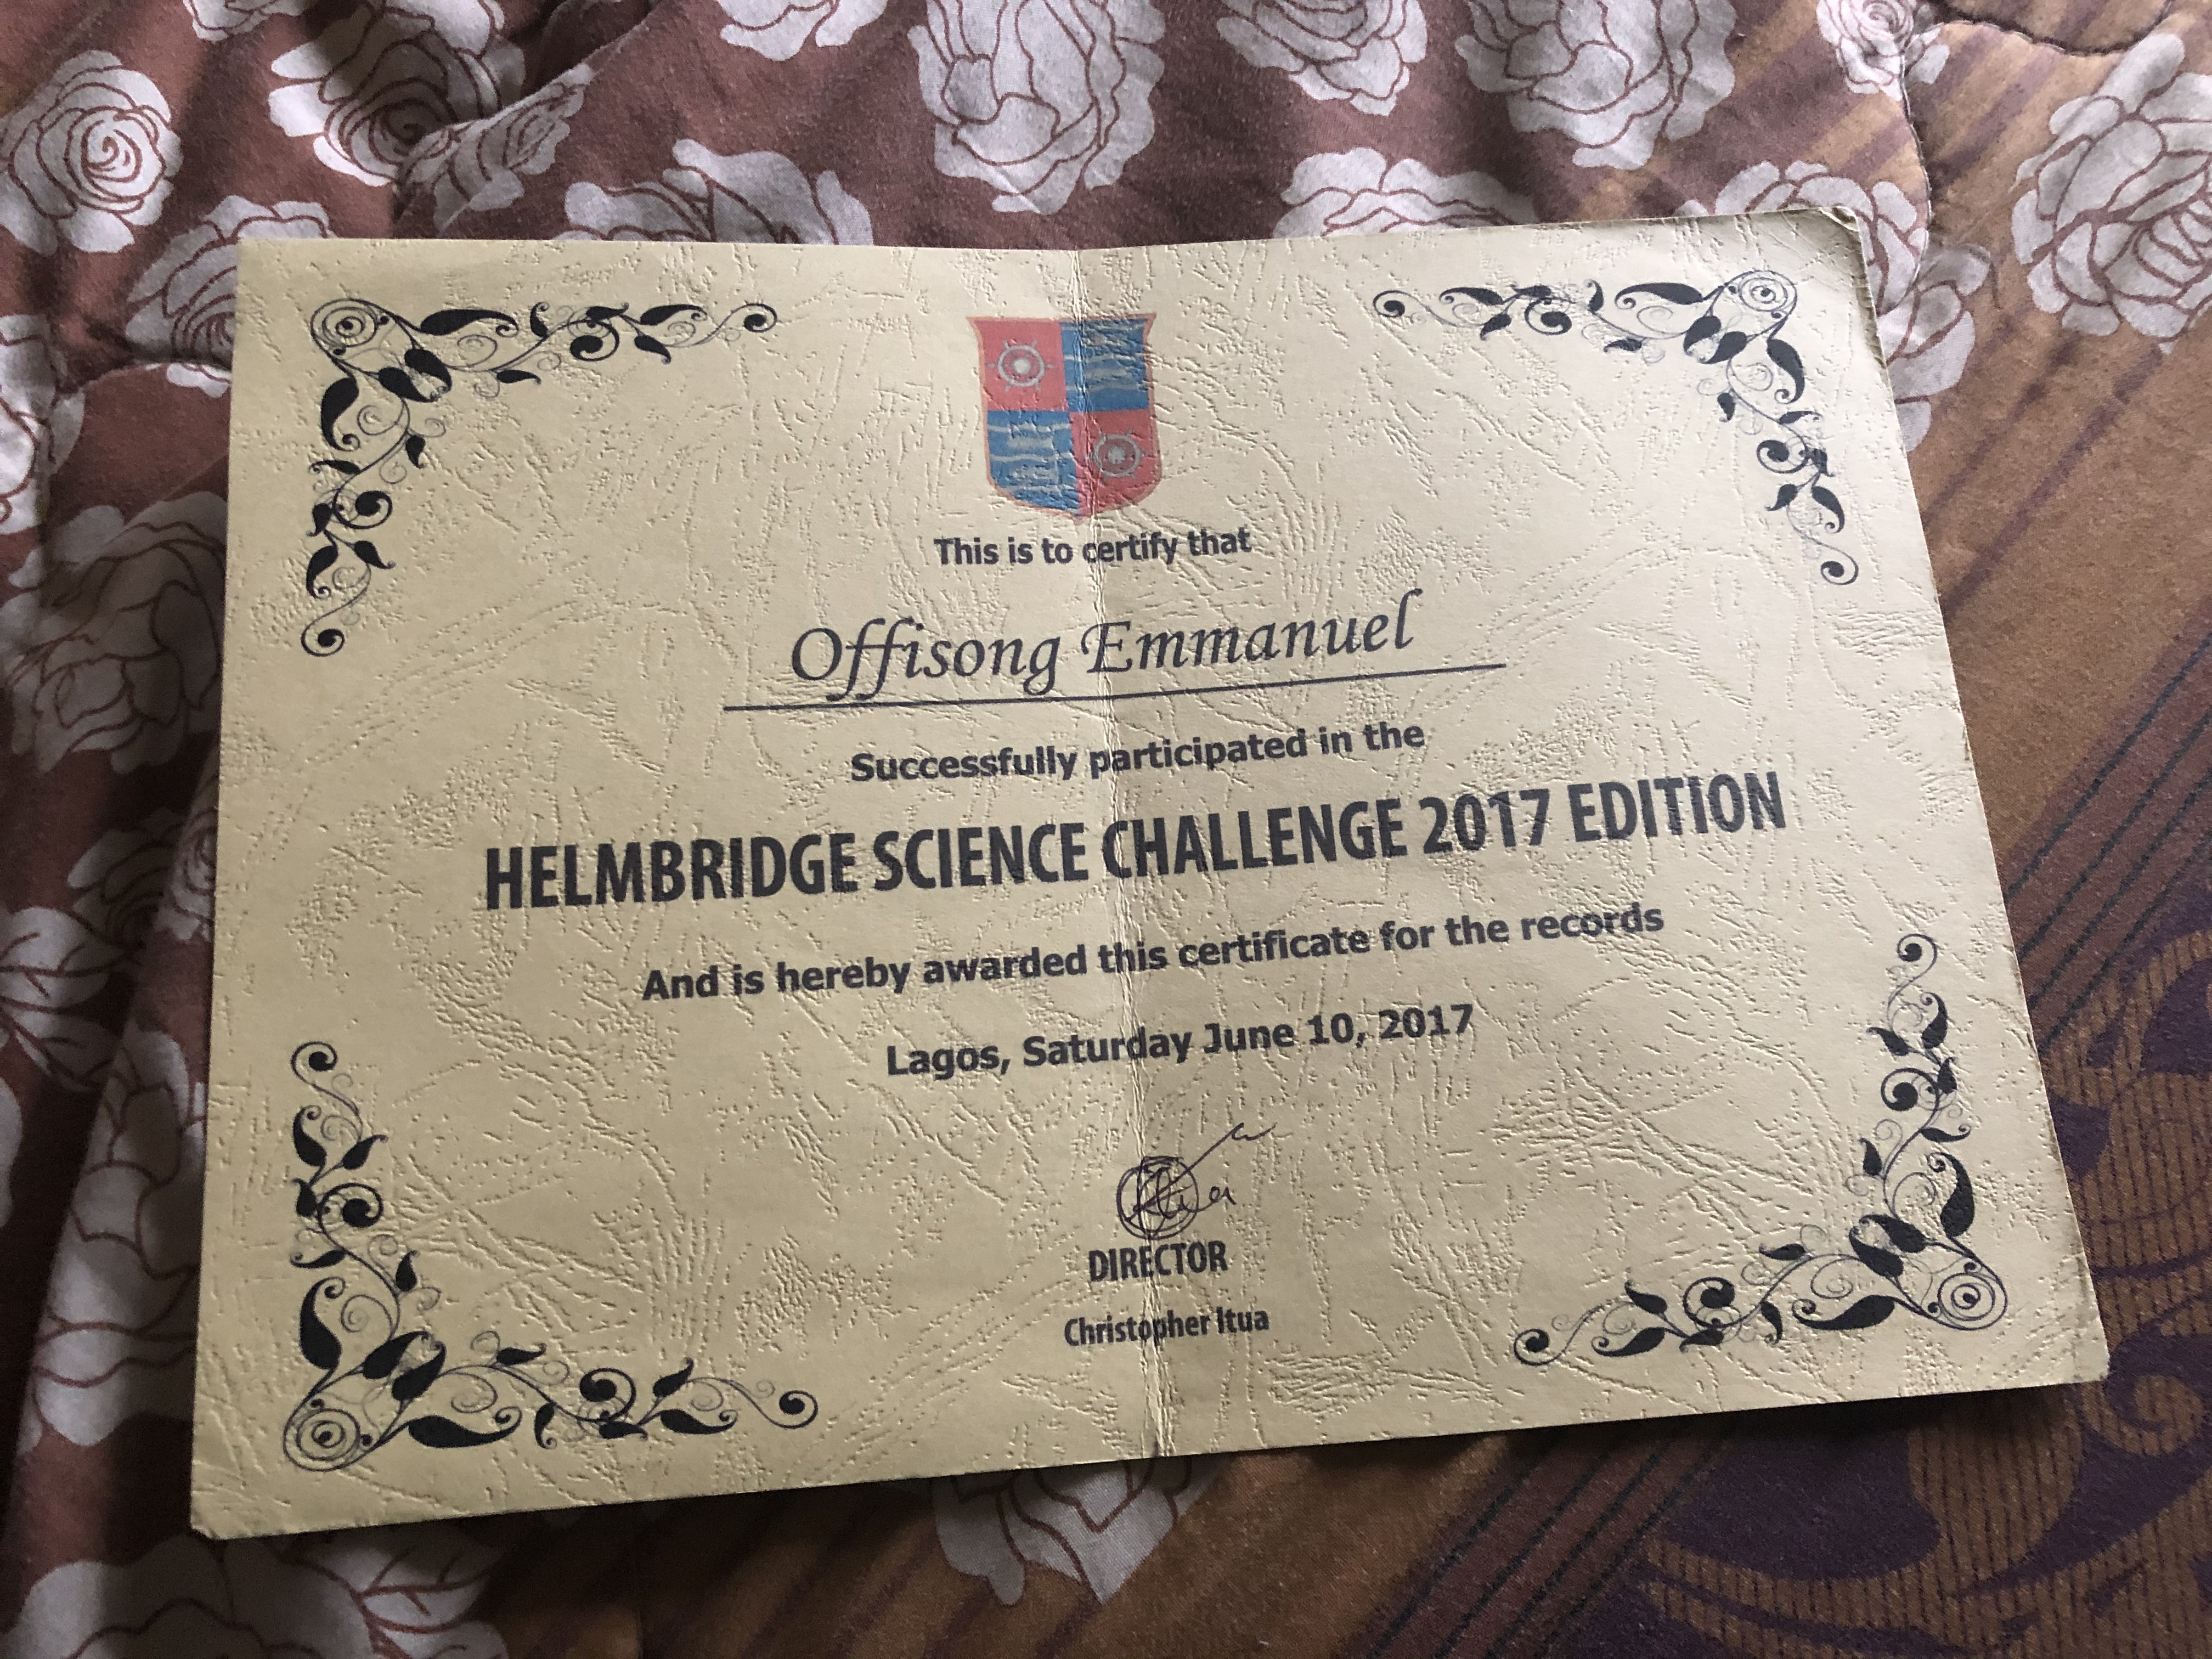 This is to certify that
Offisong Emmanuel
Successfully participated in the
HELMBRIDGE SCIENCE CHALLENGE 2017 EDITION
And is hereby awarded this certificate for the records
Lagos, Saturday June 10, 2017
DIRECTOR
Christopher Itua